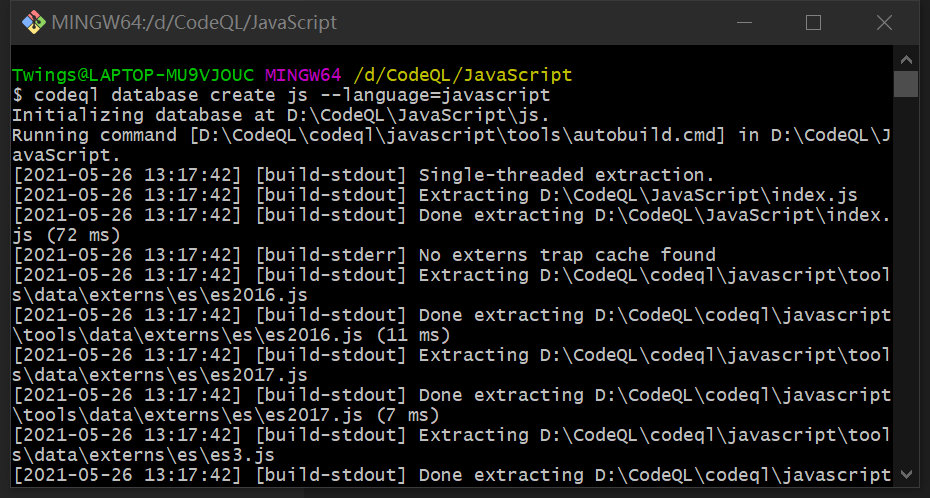 MINGW64:/d/CodeQL/JavaScript
Twings@LAPTOP-MU9VJOUC MINGW64 /d/CodeQL/JavaScript
$ codeql database create js --language=javascript
Initializing database at D:\CodeQL\JavaScript\js.
Running command [D:\CodeQL\codeql\javascript\tools\autobuild.cmd] in D:\CodeQL\J
avaScript.
[2021-05-26 13:17:42] [build-stdout] Single-threaded extraction.
[2021-05-26 13:17:42] [build-stdout] Extracting D:\CodeQL\JavaScript\index.js
[2021-05-26 13:17:42] [build-stdout] Done extracting D:\CodeQL\JavaScript\index.
js (72 ms)
[2021-05-26 13:17:42] [build-stderr] No externs trap cache found
[2021-05-26 13:17:42] [build-stdout] Extracting D:\CodeQL\codeql\javascript\tool
s\data\externs\es\es2016.js
[2021-05-26 13:17:42] [build-stdout] Done extracting D:\CodeQL\codeql\javascript
\tools\data\externs\es\es2016.js (11 ms)
[2021-05-26 13:17:42] [build-stdout] Extracting D:\CodeQL\codeql\javascript\tool
s\data\externs\es\es2017.js
[2021-05-26 13:17:42] [build-stdout] Done extracting D:\CodeQL\codeql\javascript
\tools\data\externs\es\es2017.js (7 ms)
[2021-05-26 13:17:42] [build-stdout] Extracting D:\CodeQL\codeql\javascript\tool
s\data\externs\es\es3.js
[2021-05-26 13:17:42] [build-stdout] Done extracting D:\CodeQL\codeql\javascript